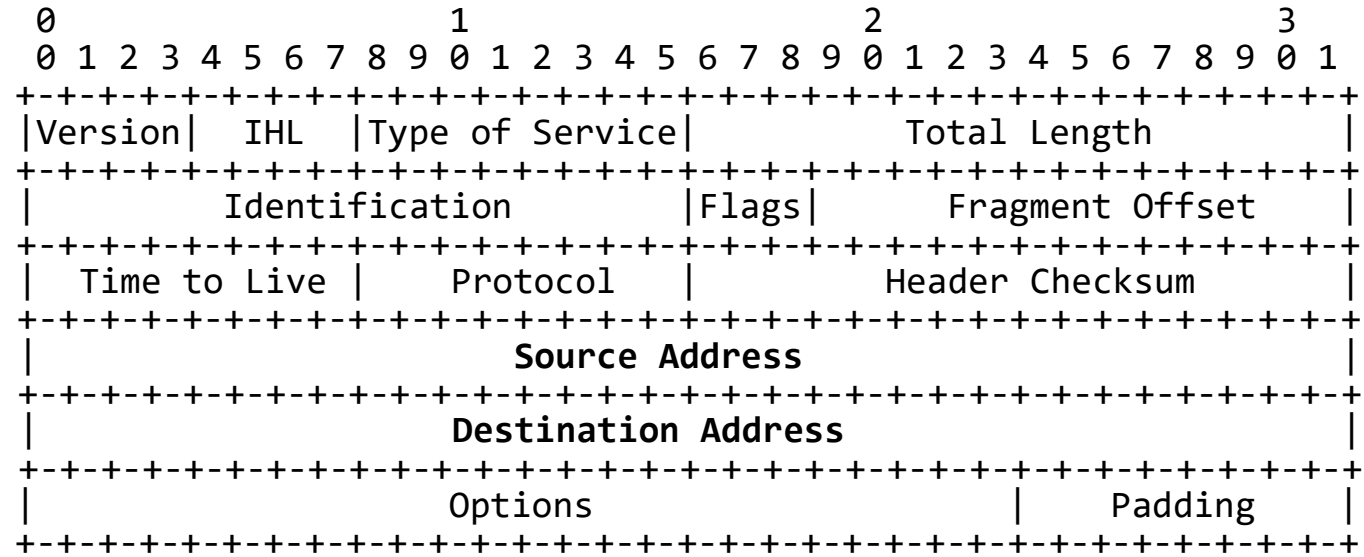 0                   1                   2                   3
 0 1 2 3 4 5 6 7 8 9 0 1 2 3 4 5 6 7 8 9 0 1 2 3 4 5 6 7 8 9 0 1
+-+-+-+-+-+-+-+-+-+-+-+-+-+-+-+-+-+-+-+-+-+-+-+-+-+-+-+-+-+-+-+-+
|Version|  IHL  |Type of Service|          Total Length         |
+-+-+-+-+-+-+-+-+-+-+-+-+-+-+-+-+-+-+-+-+-+-+-+-+-+-+-+-+-+-+-+-+
|         Identification        |Flags|      Fragment Offset    |
+-+-+-+-+-+-+-+-+-+-+-+-+-+-+-+-+-+-+-+-+-+-+-+-+-+-+-+-+-+-+-+-+
|  Time to Live |    Protocol   |         Header Checksum       |
+-+-+-+-+-+-+-+-+-+-+-+-+-+-+-+-+-+-+-+-+-+-+-+-+-+-+-+-+-+-+-+-+
|                       Source Address                          |
+-+-+-+-+-+-+-+-+-+-+-+-+-+-+-+-+-+-+-+-+-+-+-+-+-+-+-+-+-+-+-+-+
|                    Destination Address                        |
+-+-+-+-+-+-+-+-+-+-+-+-+-+-+-+-+-+-+-+-+-+-+-+-+-+-+-+-+-+-+-+-+
|                    Options                    |    Padding    |
+-+-+-+-+-+-+-+-+-+-+-+-+-+-+-+-+-+-+-+-+-+-+-+-+-+-+-+-+-+-+-+-+